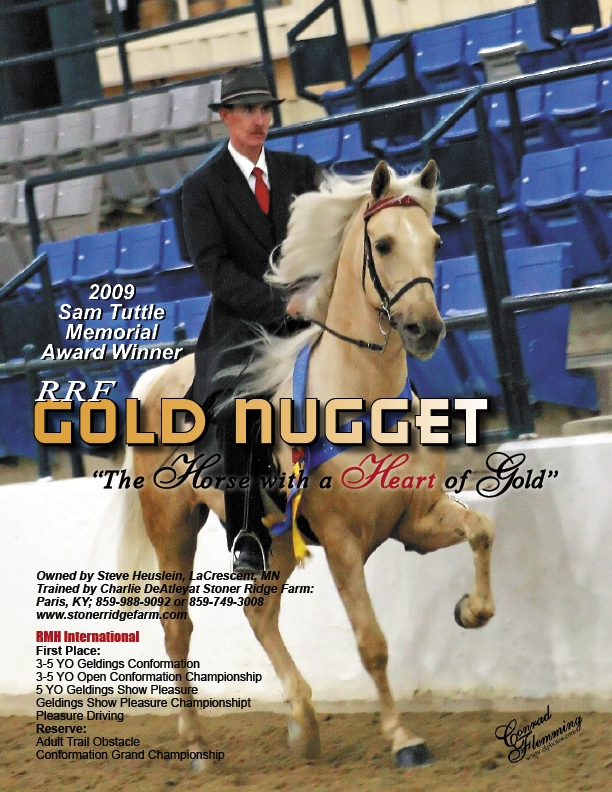 2009
Sam Tuttle
Memorial
Award Winner
RRF
GOLD NUGGET
“The Horse with a Heart of Gold”
Owned by Steve Heuslein, LaCrescent, MN
Trained by Charlie DeAtleyat Stoner Ridge Farm:
Paris, KY; 859-988-9092 or 859-749-3008
www.stonerridgefarm.com
RMH International
First Place:
3-5 YO Geldings Conformation
3-5 YO Open Conformation Championship
5 YO Geldings Show Pleasure
Geldings Show Pleasure Championshipt
Pleasure Driving
Reserve:
Adult Trail Obstacle
Conformation Grand Championship
Conrad
Flemming